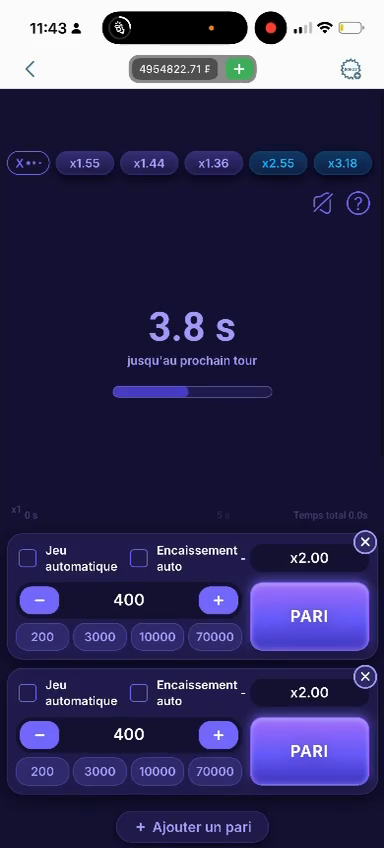 11:43
4954822.71 ₣
+
X
x1.55
x1.44
x1.36
x2.55
x3.18
?
3.8 s
jusqu'au prochain tour
x1
0 s
5 s
Temps total 0.0s
Jeu automatique
Encaissement auto
-
x2.00
−
400
+
PARI
200
3000
10000
70000
Jeu automatique
Encaissement auto
-
x2.00
−
400
+
PARI
200
3000
10000
70000
+ Ajouter un pari